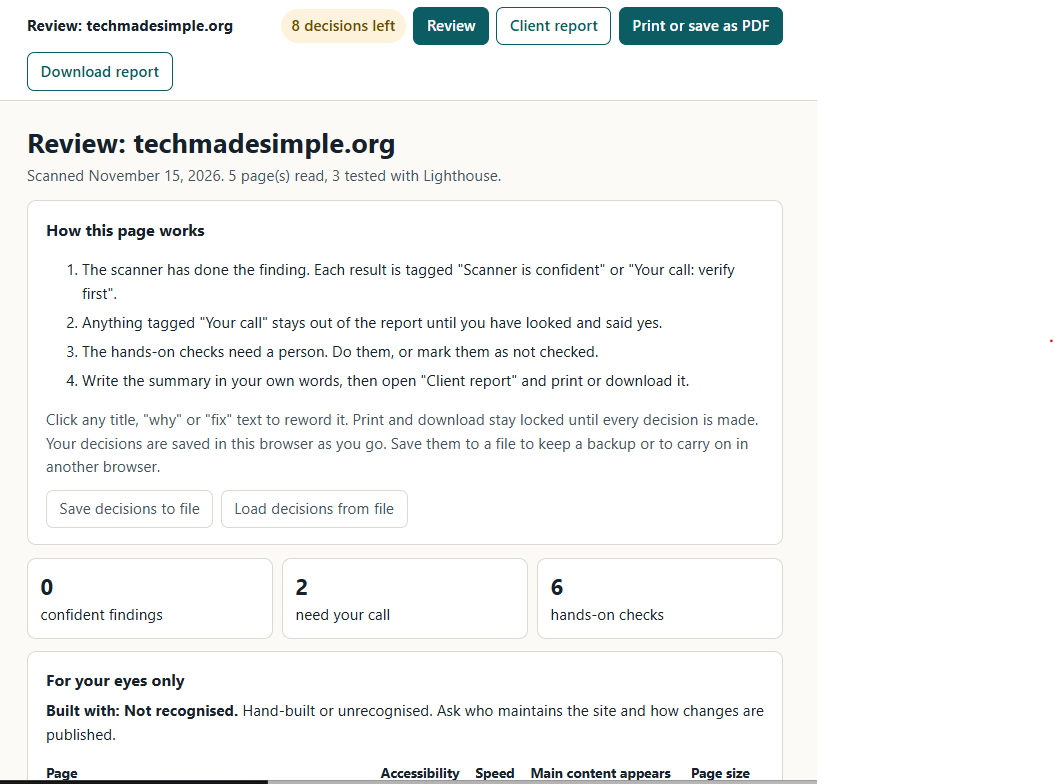 Review: techmadesimple.org
8 decisions left
Review
Client report
Print or save as PDF
Download report
Review: techmadesimple.org
Scanned November 15, 2026. 5 page(s) read, 3 tested with Lighthouse.
How this page works
1. The scanner has done the finding. Each result is tagged "Scanner is confident" or "Your call: verify
first".
2. Anything tagged "Your call" stays out of the report until you have looked and said yes.
3. The hands-on checks need a person. Do them, or mark them as not checked.
4. Write the summary in your own words, then open "Client report" and print or download it.
Click any title, "why" or "fix" text to reword it. Print and download stay locked until every decision is made.
Your decisions are saved in this browser as you go. Save them to a file to keep a backup or to carry on in
another browser.
Save decisions to file
Load decisions from file
0
confident findings
2
need your call
6
hands-on checks
For your eyes only
Built with: Not recognised. Hand-built or unrecognised. Ask who maintains the site and how changes are
published.
Page Accessibility Speed Main content appears Page size